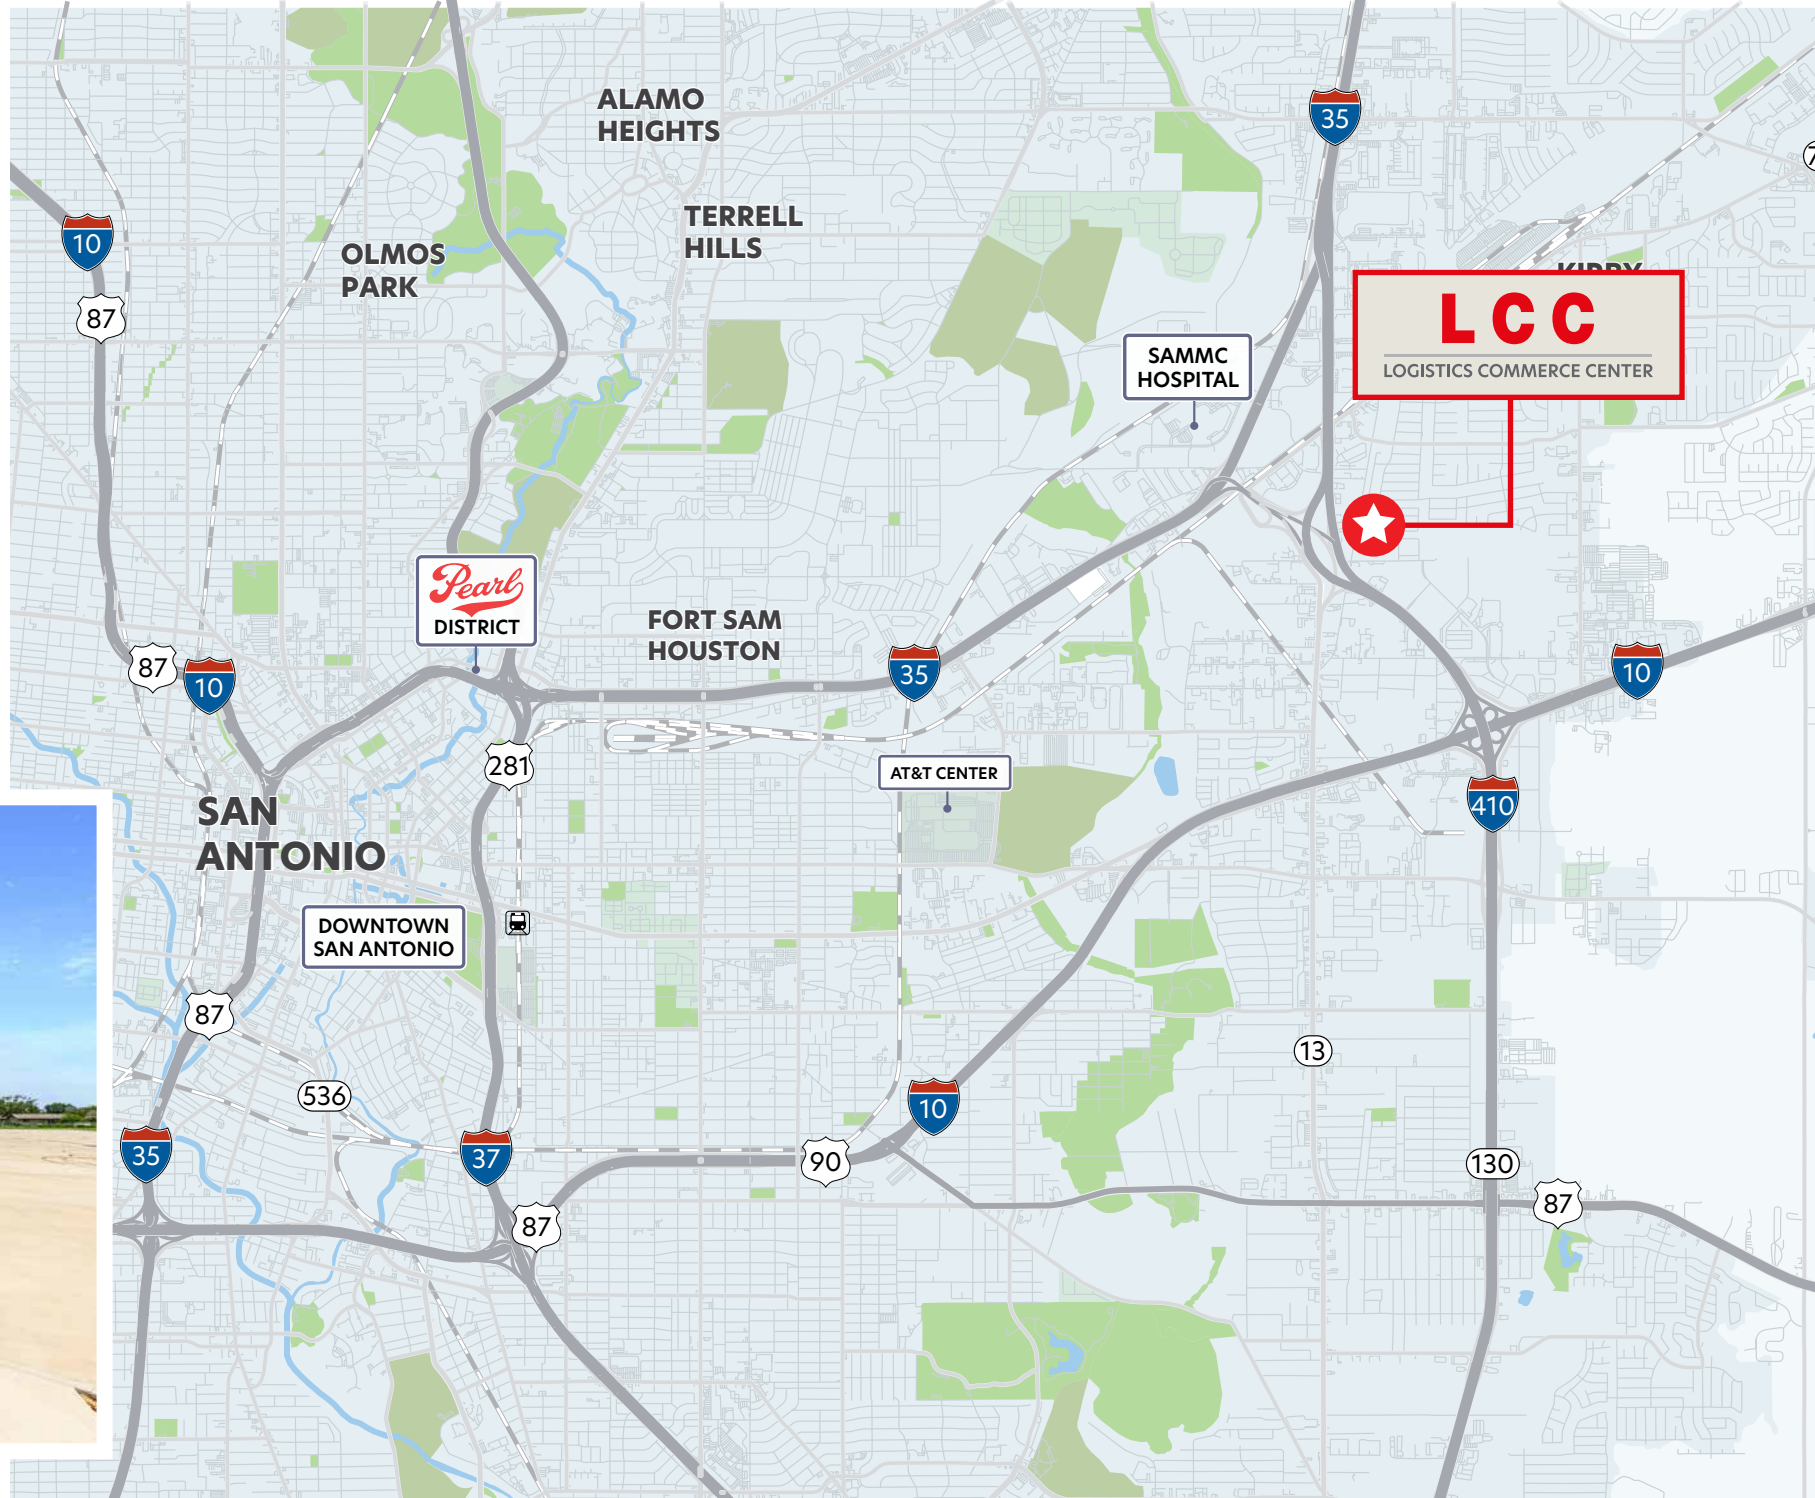 ALAMO
HEIGHTS
35
TERRELL
HILLS
10
OLMOS
PARK
87
LCC
LOGISTICS COMMERCE CENTER
SAMMC
HOSPITAL
Pearl
DISTRICT
FORT SAM
HOUSTON
87
10
35
10
281
AT&T CENTER
410
SAN
ANTONIO
DOWNTOWN
SAN ANTONIO
87
13
536
10
35
37
90
130
87
87